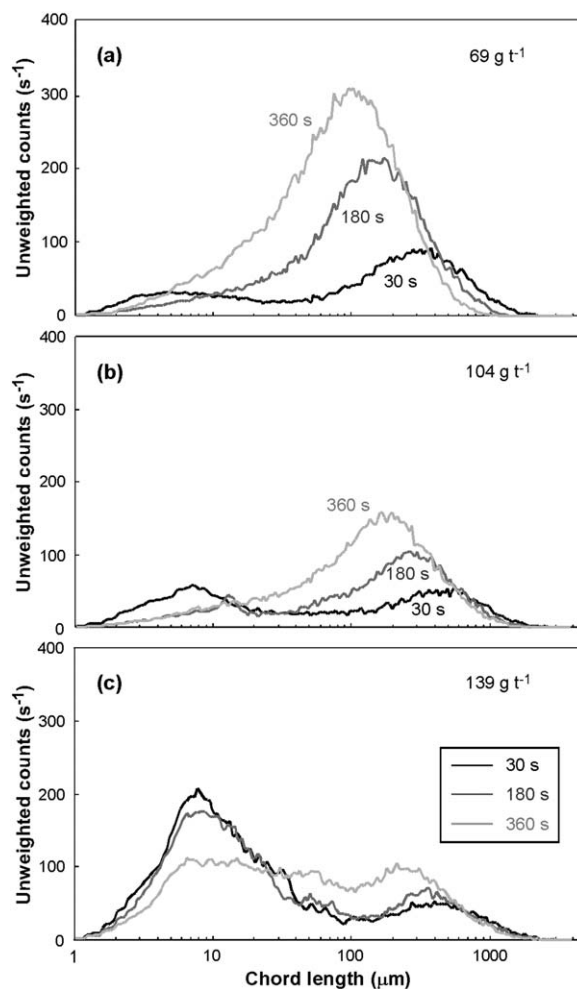 400
(a)
69 g t⁻¹
360 s
300
200
180 s
100
30 s
0
Unweighted counts (s⁻¹)
400
(b)
104 g t⁻¹
300
200
360 s
100
180 s
30 s
0
Unweighted counts (s⁻¹)
400
(c)
139 g t⁻¹
300
30 s
180 s
360 s
200
100
0
Unweighted counts (s⁻¹)
1 10 100 1000
Chord length (μm)